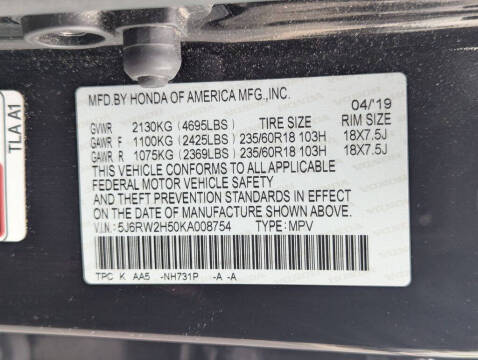 MFD.BY HONDA OF AMERICA MFG.,INC.
04/'19
GVWR 2130KG (4695LBS) TIRE SIZE RIM SIZE
GAWR F 1100KG (2425LBS) 235/60R18 103H 18X7.5J
GAWR R 1075KG (2369LBS) 235/60R18 103H 18X7.5J
THIS VEHICLE CONFORMS TO ALL APPLICABLE
FEDERAL MOTOR VEHICLE SAFETY
AND THEFT PREVENTION STANDARDS IN EFFECT
ON THE DATE OF MANUFACTURE SHOWN ABOVE.
V.I.N.: 5J6RW2H50KA008754 TYPE: MPV
TPC K AA5 -NH731P -A -A
TLA A1